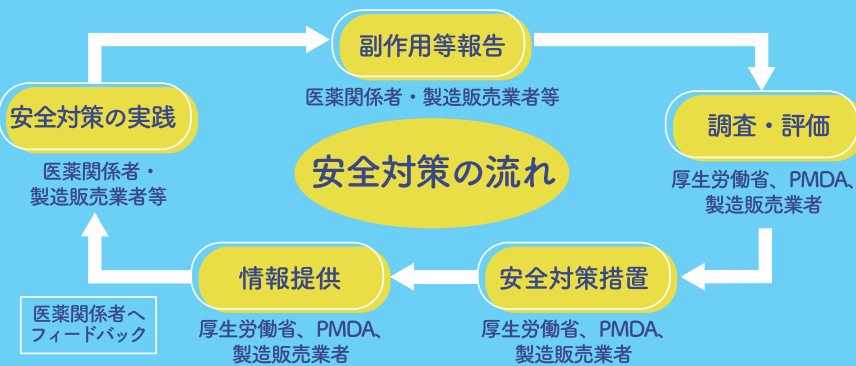 副作用等報告
医薬関係者・製造販売業者等
安全対策の実践
医薬関係者・
製造販売業者等
安全対策の流れ
調査・評価
厚生労働省、PMDA、
製造販売業者
情報提供
厚生労働省、PMDA、
製造販売業者
安全対策措置
厚生労働省、PMDA、
製造販売業者
医薬関係者へ
フィードバック